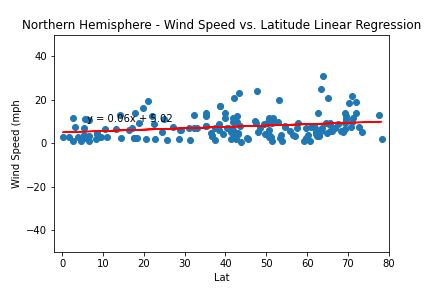 Northern Hemisphere - Wind Speed vs. Latitude Linear Regression
Wind Speed (mph
40
20
0
−20
−40
y = 0.06x + 5.02
0 10 20 30 40 50 60 70 80
Lat